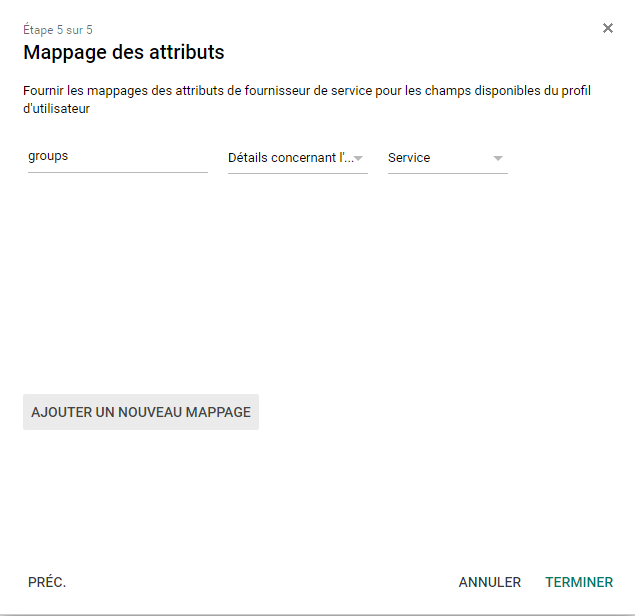 Étape 5 sur 5
Mappage des attributs
Fournir les mappages des attributs de fournisseur de service pour les champs disponibles du profil
d'utilisateur
groups
Détails concernant l'...
Service
AJOUTER UN NOUVEAU MAPPAGE
PRÉC.
ANNULER
TERMINER